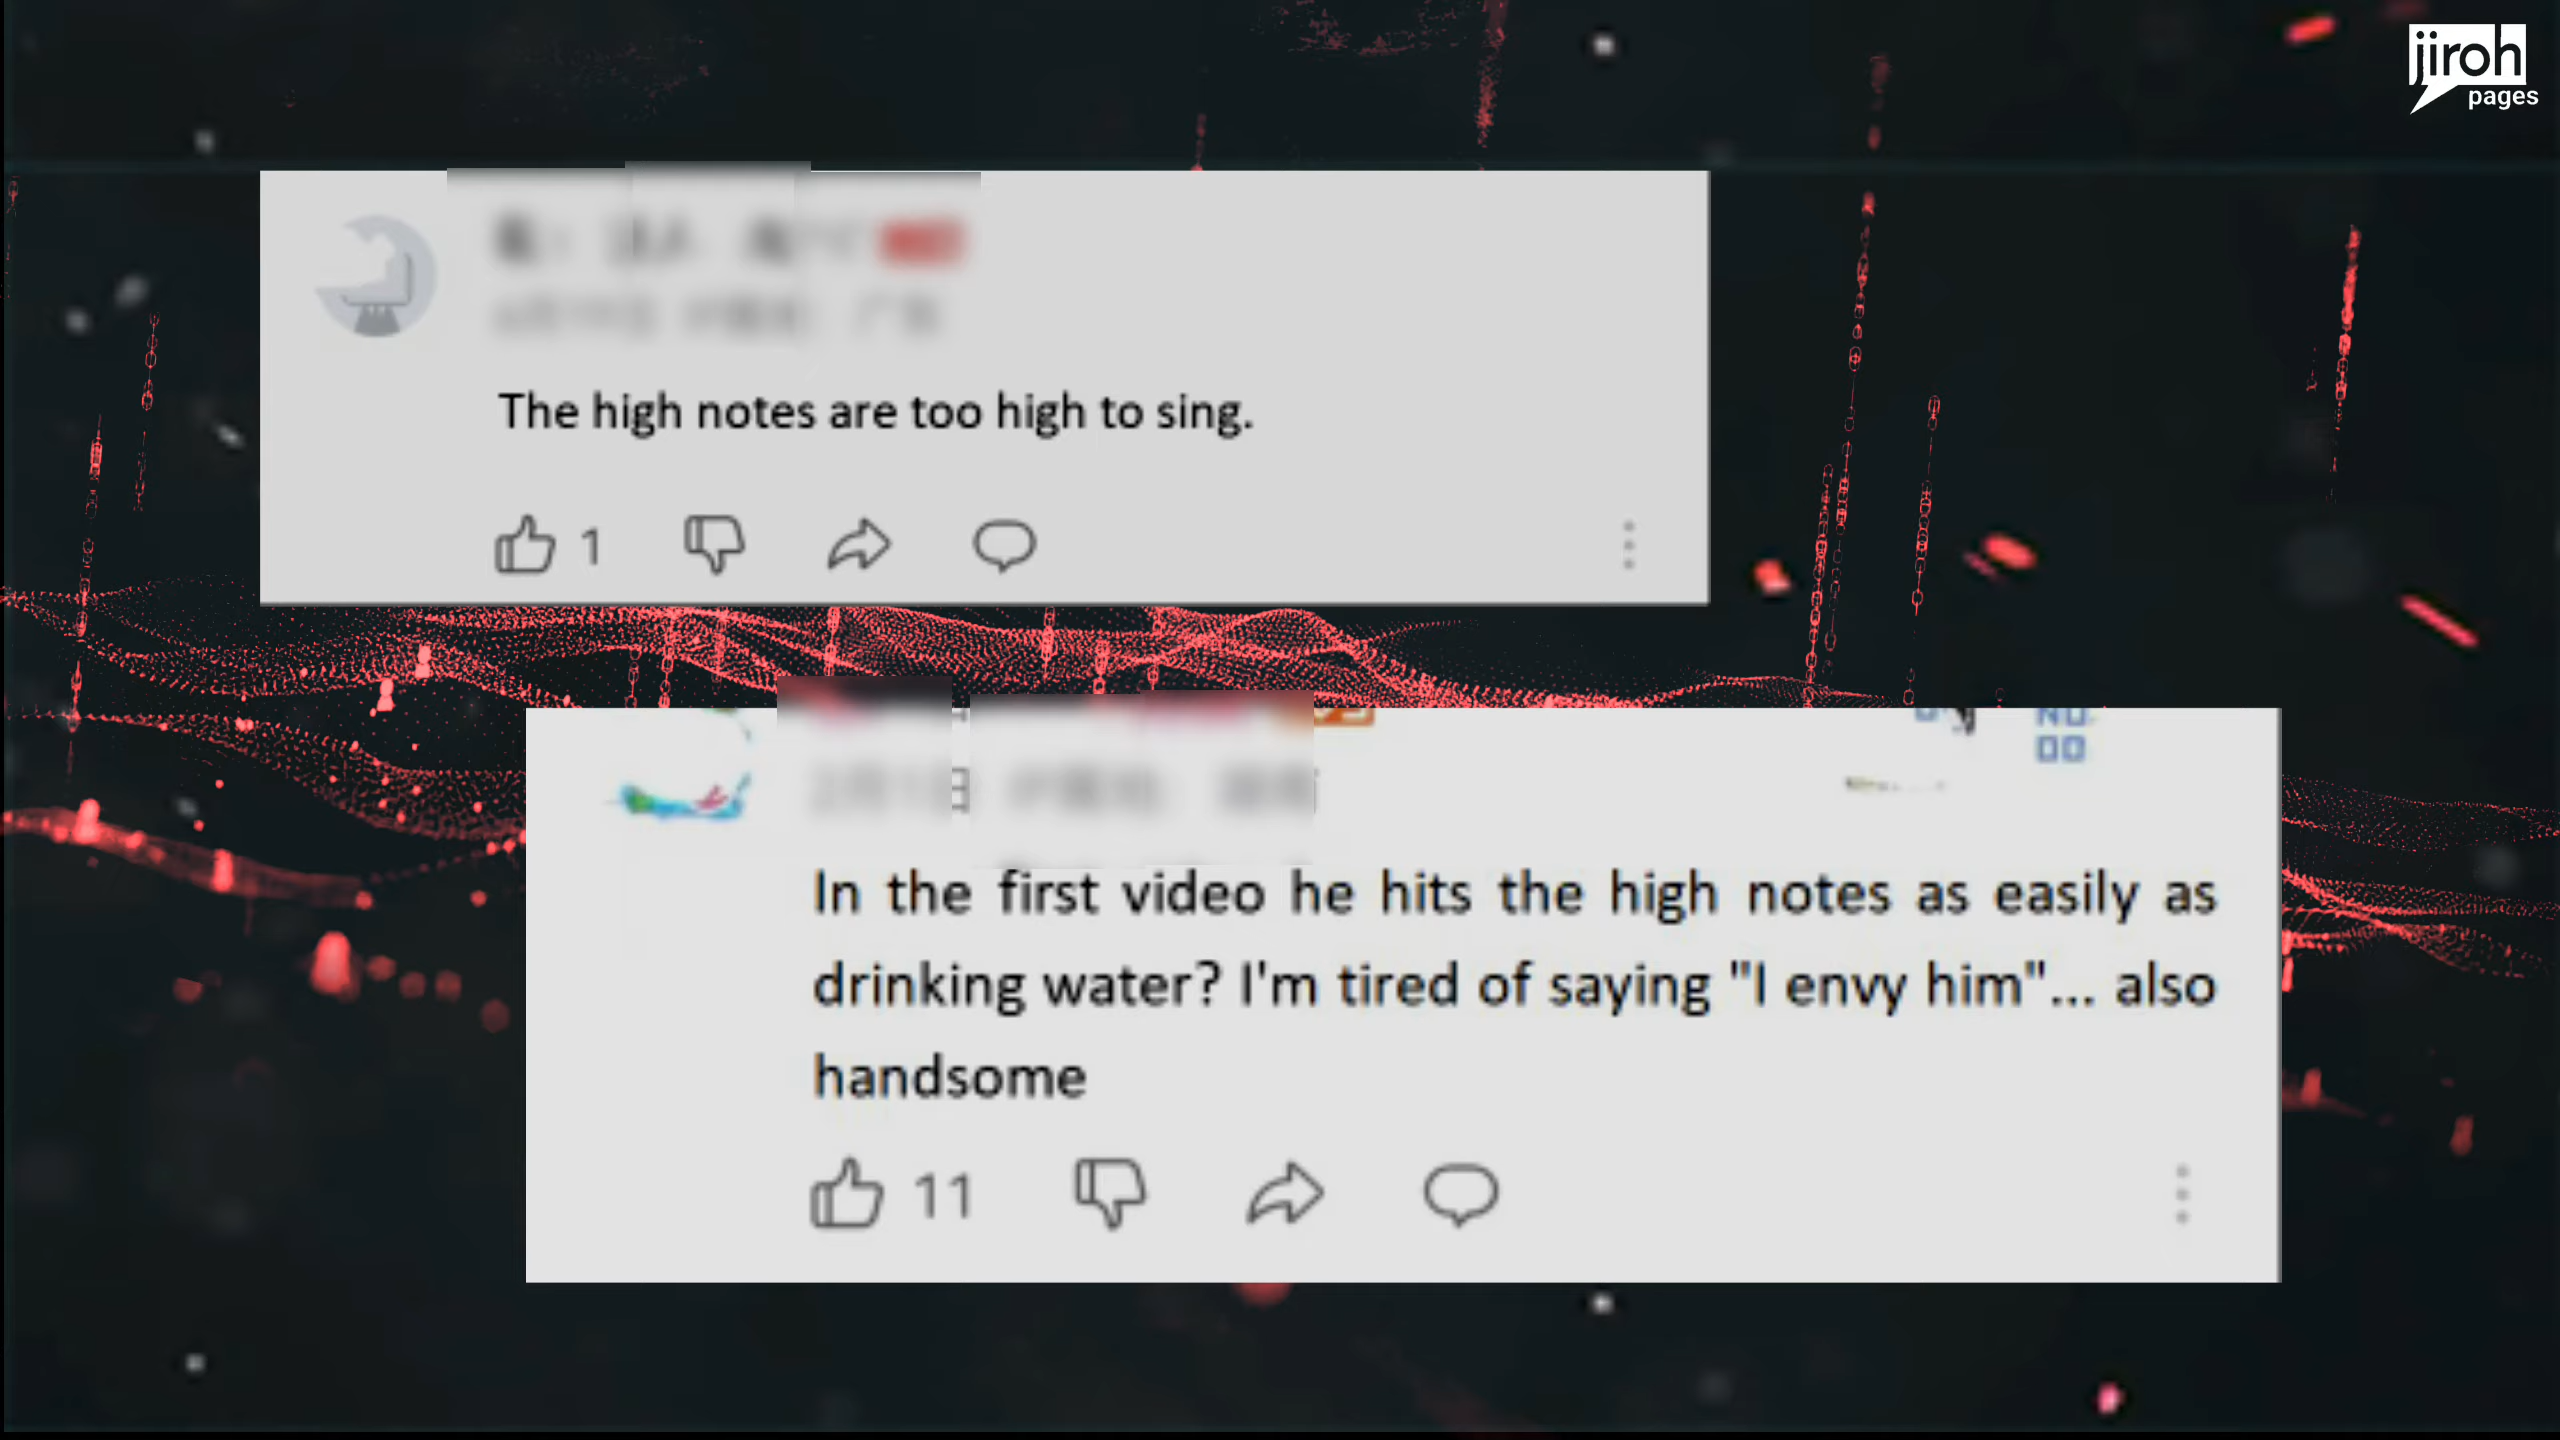 jiroh
pages
The high notes are too high to sing.
1
In the first video he hits the high notes as easily as
drinking water? I'm tired of saying "I envy him"... also
handsome
11